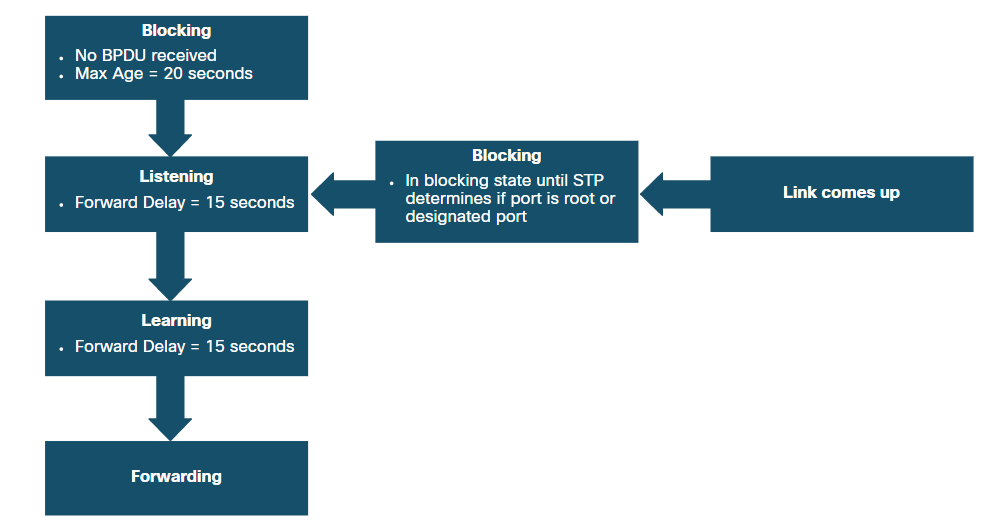 Blocking
• No BPDU received
• Max Age = 20 seconds
Listening
• Forward Delay = 15 seconds
Blocking
• In blocking state until STP
determines if port is root or
designated port
Link comes up
Learning
• Forward Delay = 15 seconds
Forwarding